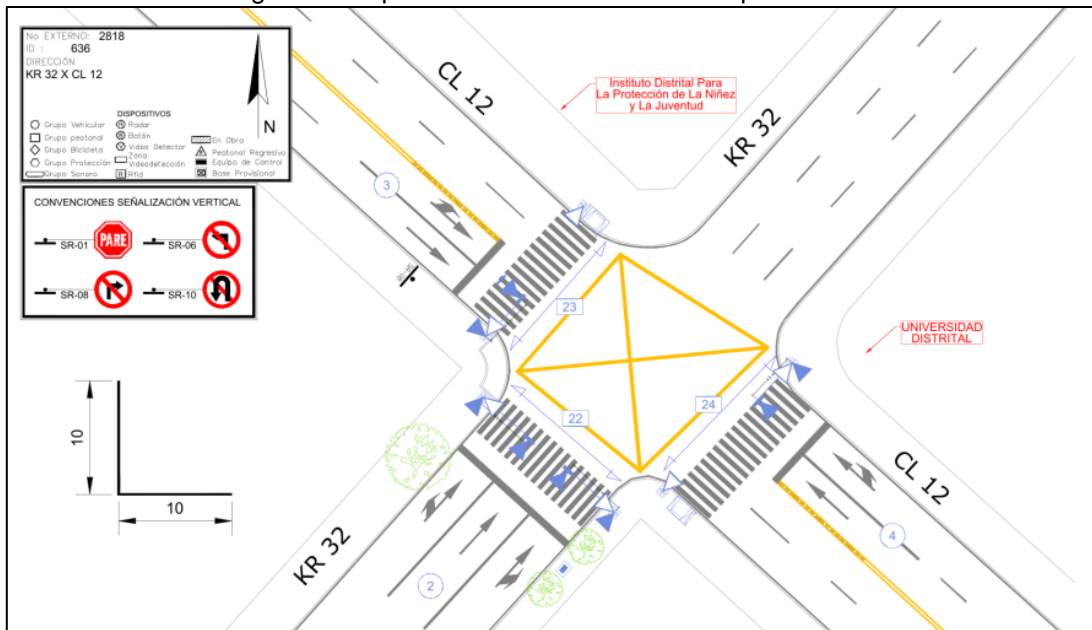 No EXTERNO: 2818
ID : 636
DIRECCIÓN
KR 32 X CL 12
N
DISPOSITIVOS
Grupo Vehicular
Grupo peatonal
Grupo Bicicleta
Grupo Protección
Grupo Sonoro
Radar
Botón
Video Detector
Zona
Videodetección
Rfid
En Obra
Peatonal Regresivo
Equipo de Control
Base Provisional
CONVENCIONES SEÑALIZACIÓN VERTICAL
SR-01
PARE
SR-06
SR-08
SR-10
10
10
CL 12
KR 32
Instituto Distrital Para
La Protección de La Niñez
y La Juventud
UNIVERSIDAD
DISTRITAL
3
23
22
24
2
4
KR 32
CL 12